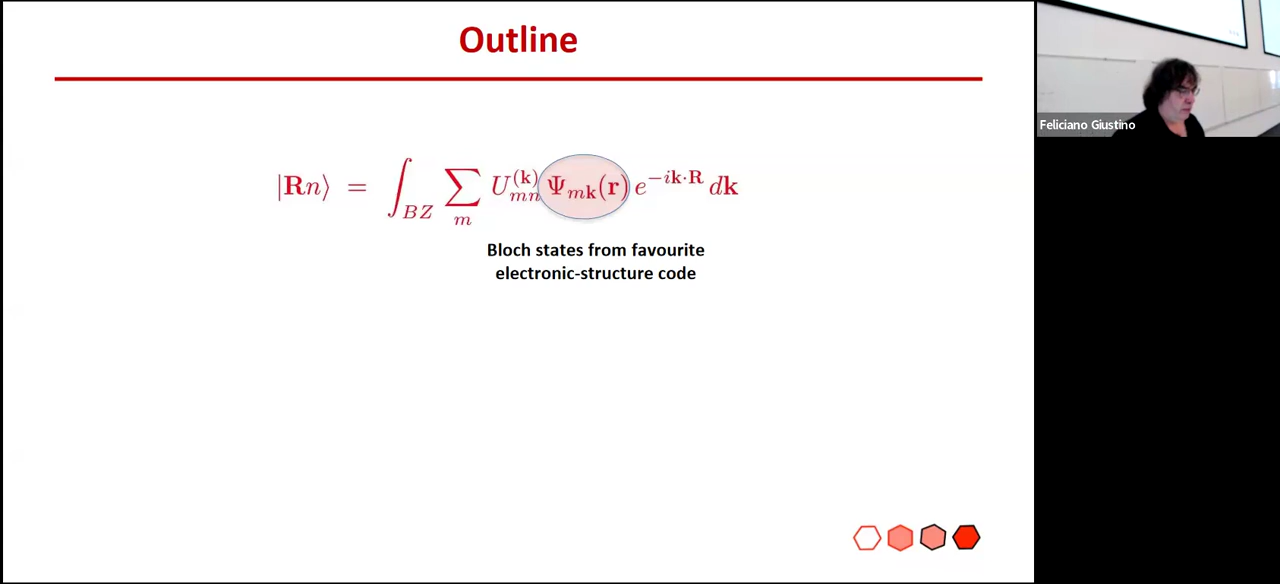 Outline
|Rn⟩ = ∫_{BZ} ∑_m U_{mn}^{(k)} Ψ_{mk}(r) e^{−ik·R} dk
Bloch states from favourite
electronic-structure code
Feliciano Giustino